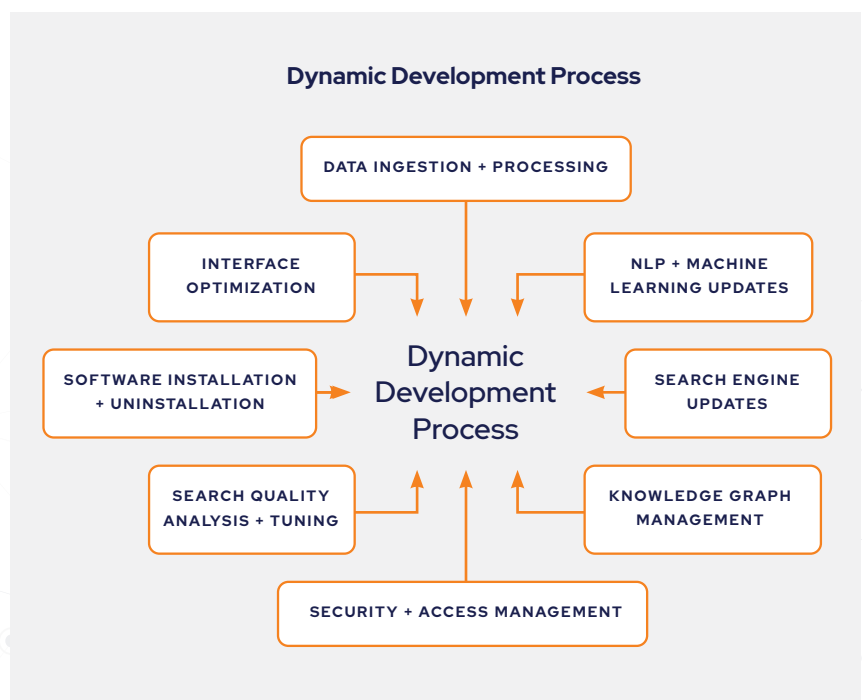 Dynamic Development Process
DATA INGESTION + PROCESSING
INTERFACE
OPTIMIZATION
NLP + MACHINE
LEARNING UPDATES
Dynamic
Development
Process
SOFTWARE INSTALLATION
+ UNINSTALLATION
SEARCH ENGINE
UPDATES
SEARCH QUALITY
ANALYSIS + TUNING
KNOWLEDGE GRAPH
MANAGEMENT
SECURITY + ACCESS MANAGEMENT